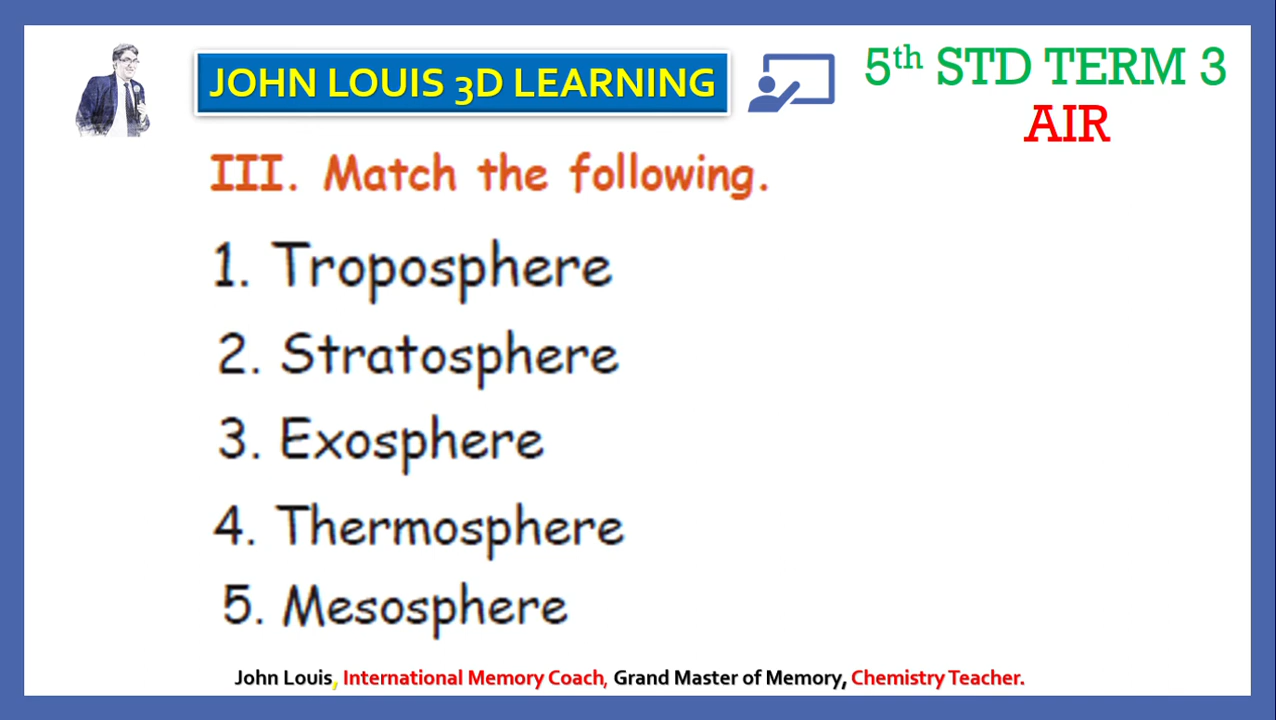 JOHN LOUIS 3D LEARNING
5th STD TERM 3
AIR
III. Match the following.
1. Troposphere
2. Stratosphere
3. Exosphere
4. Thermosphere
5. Mesosphere
John Louis, International Memory Coach, Grand Master of Memory, Chemistry Teacher.